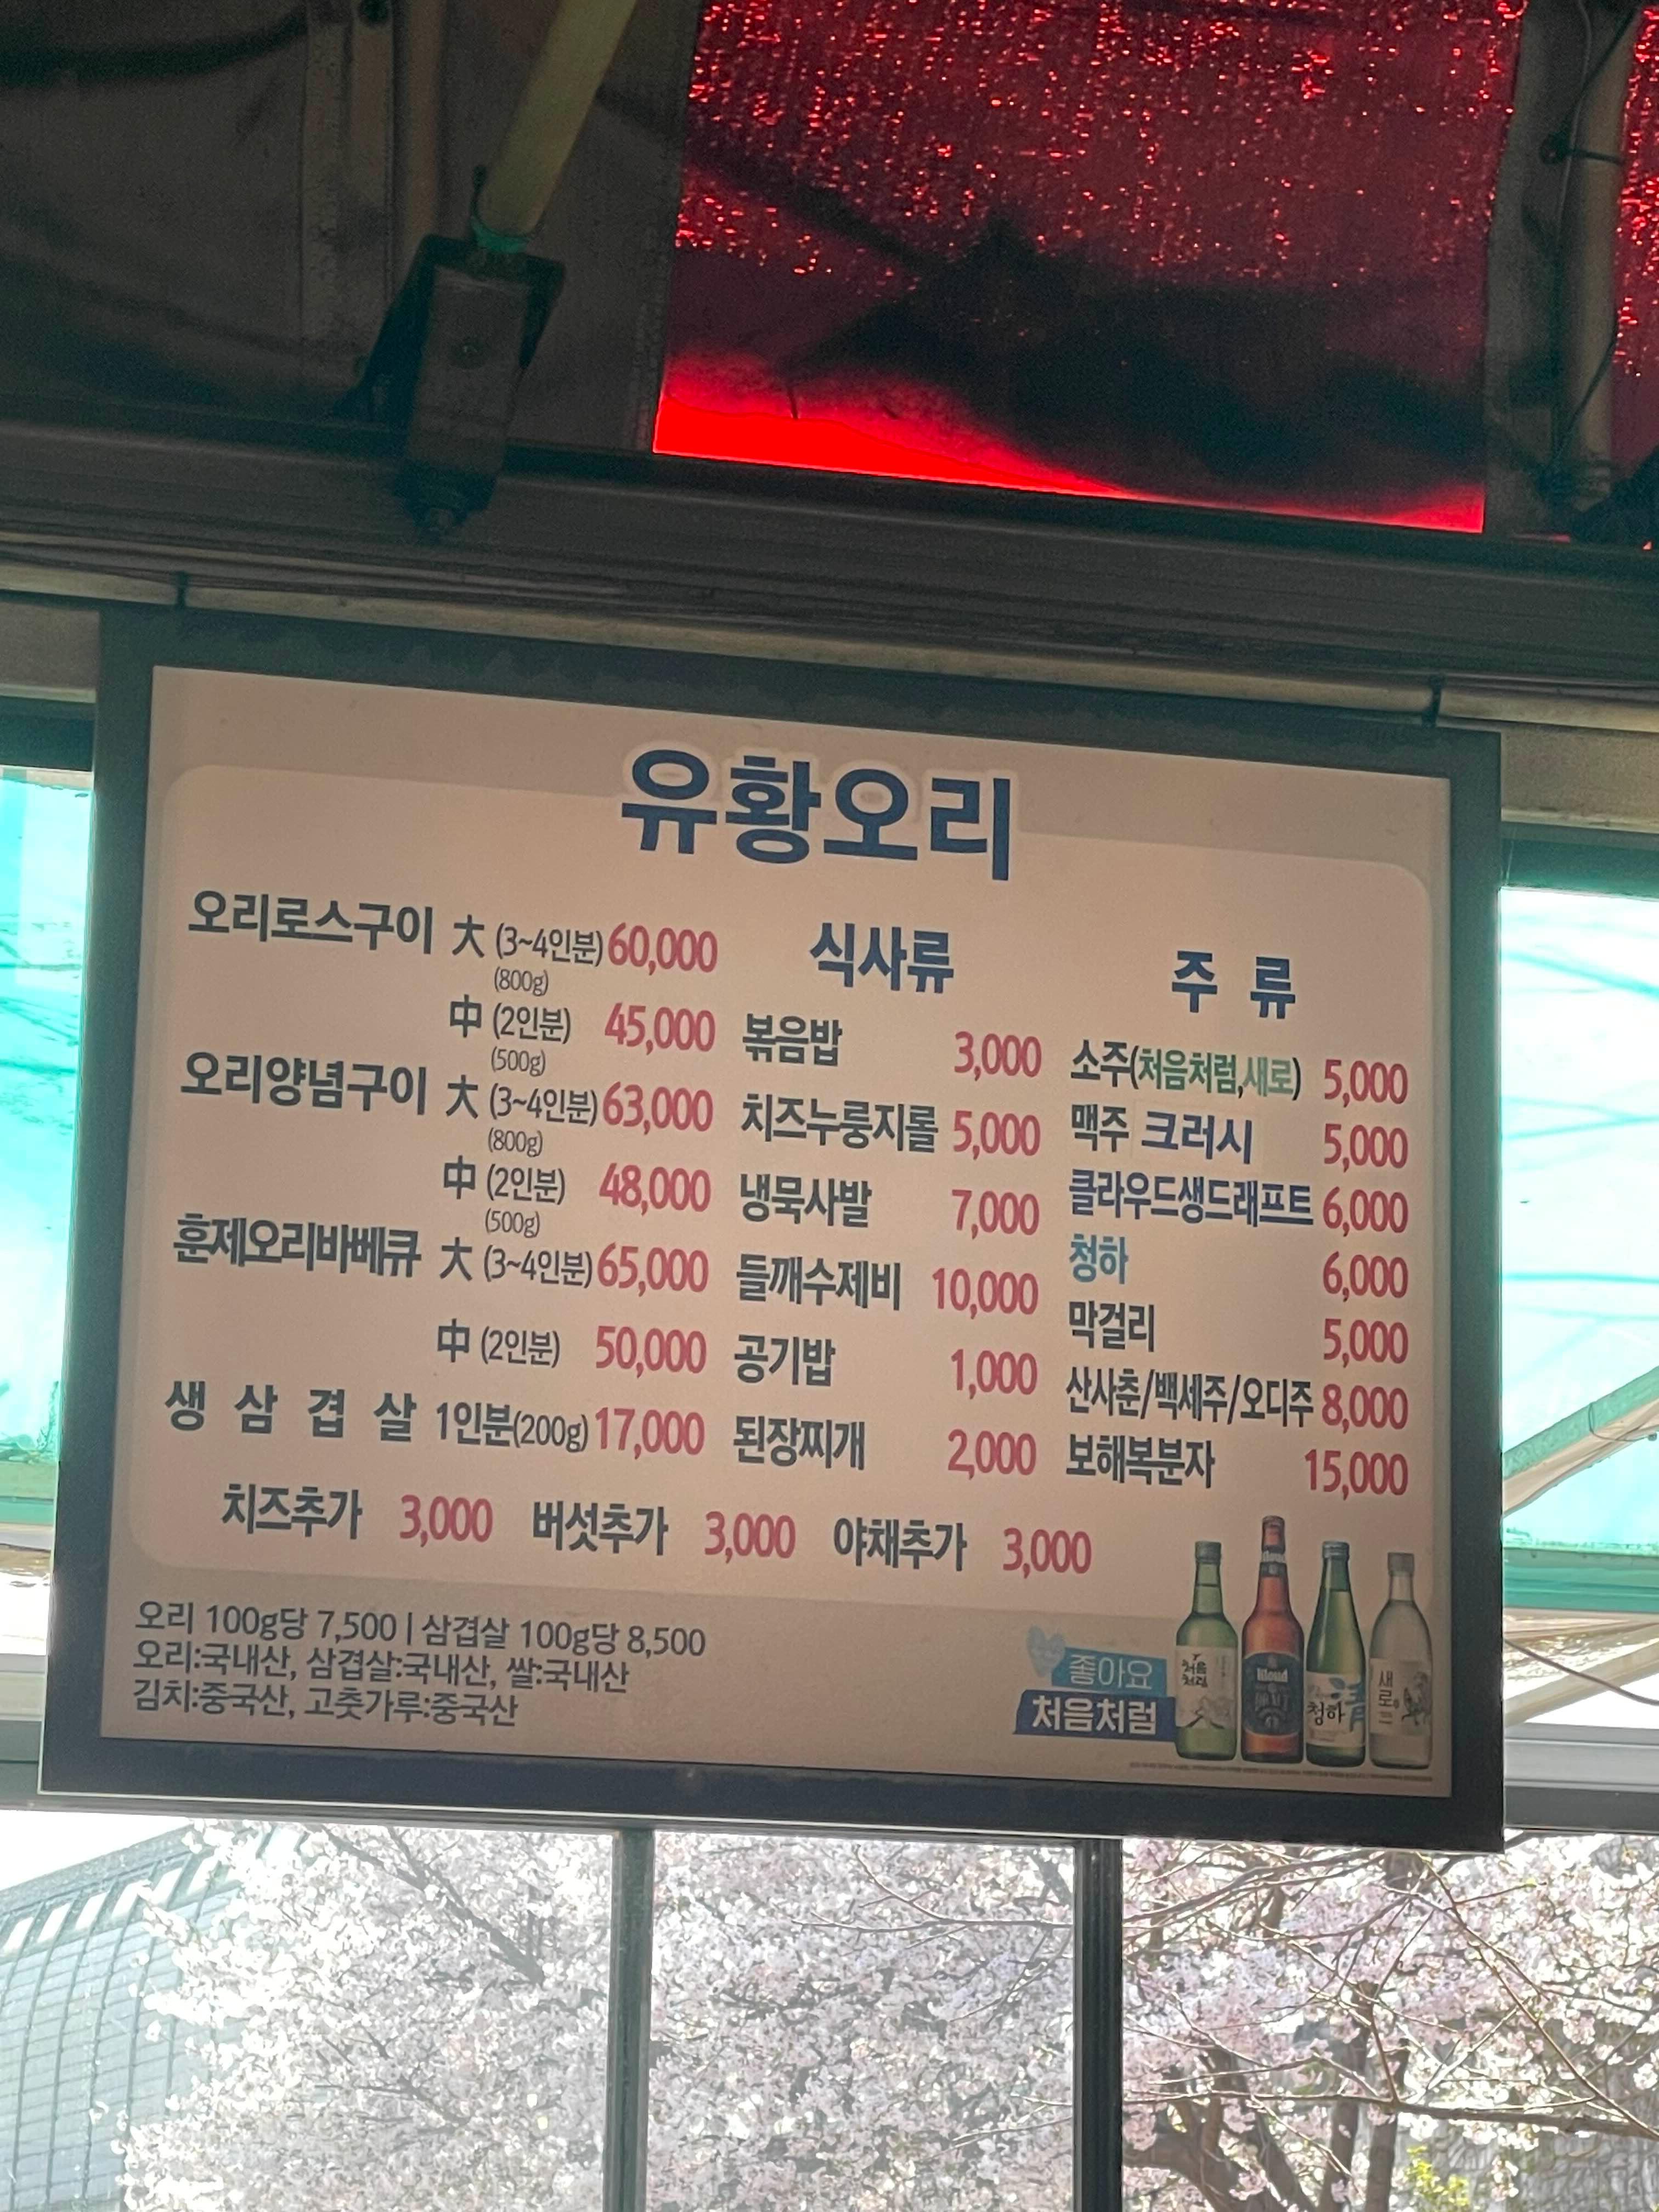 유황오리
오리로스구이 大 (3~4인분) 60,000
(800g)
中 (2인분) 45,000
(500g)
오리양념구이 大 (3~4인분) 63,000
(800g)
中 (2인분) 48,000
(500g)
훈제오리바베큐 大 (3~4인분) 65,000
中 (2인분) 50,000
생 삼 겹 살 1인분(200g) 17,000
식사류
볶음밥 3,000
치즈누룽지롤 5,000
냉묵사발 7,000
들깨수제비 10,000
공기밥 1,000
된장찌개 2,000
주 류
소주(처음처럼,새로) 5,000
맥주 크러시 5,000
클라우드생드래프트 6,000
청하 6,000
막걸리 5,000
산사춘/백세주/오디주 8,000
보해복분자 15,000
치즈추가 3,000 버섯추가 3,000 야채추가 3,000
오리 100g당 7,500 | 삼겹살 100g당 8,500
오리:국내산, 삼겹살:국내산, 쌀:국내산
김치:중국산, 고춧가루:중국산
좋아요
처음처럼
처음
처럼
Kloud
청하
새로